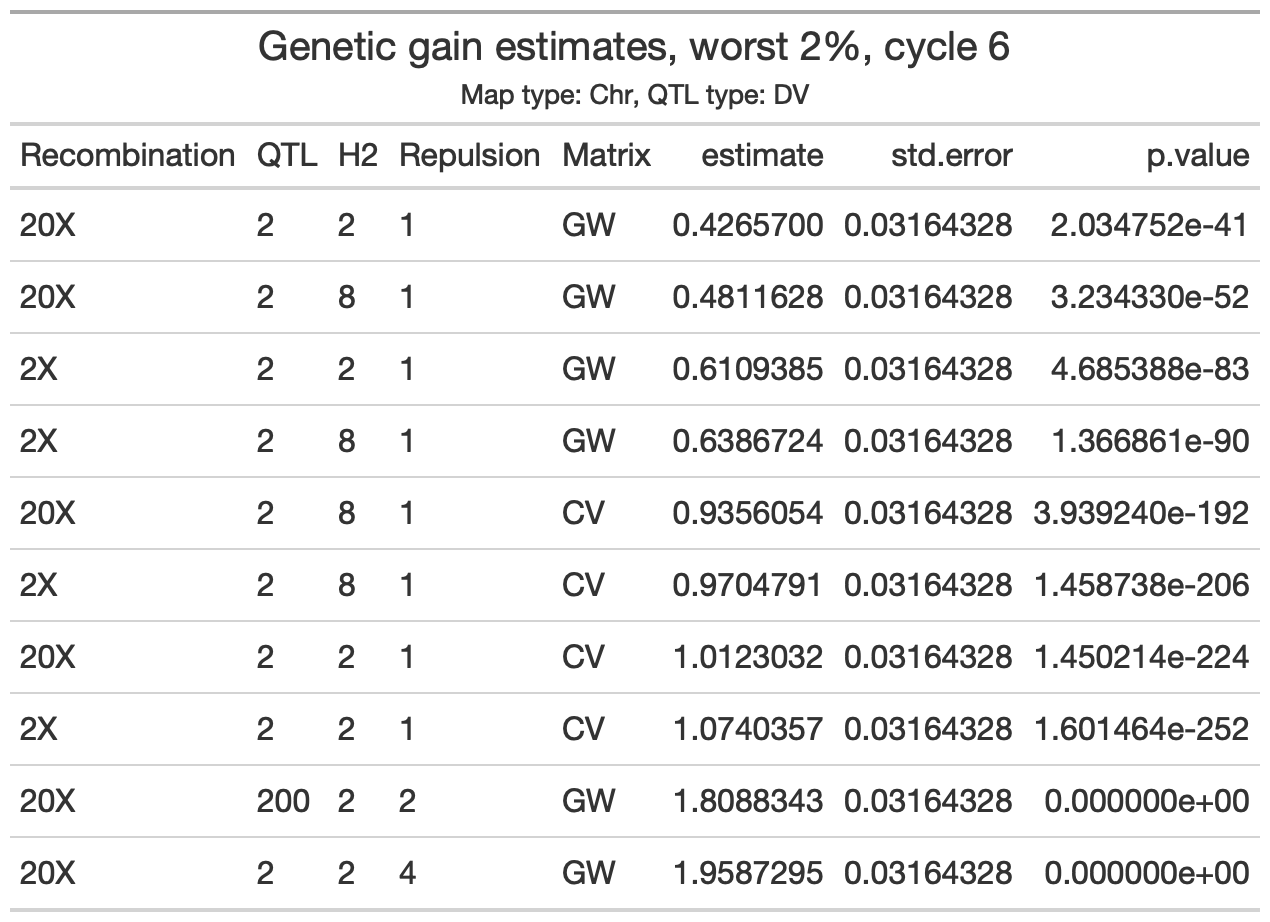 Genetic gain estimates, worst 2%, cycle 6
Map type: Chr, QTL type: DV
Recombination QTL H2 Repulsion Matrix estimate std.error p.value
20X 2 2 1 GW 0.4265700 0.03164328 2.034752e-41
20X 2 8 1 GW 0.4811628 0.03164328 3.234330e-52
2X 2 2 1 GW 0.6109385 0.03164328 4.685388e-83
2X 2 8 1 GW 0.6386724 0.03164328 1.366861e-90
20X 2 8 1 CV 0.9356054 0.03164328 3.939240e-192
2X 2 8 1 CV 0.9704791 0.03164328 1.458738e-206
20X 2 2 1 CV 1.0123032 0.03164328 1.450214e-224
2X 2 2 1 CV 1.0740357 0.03164328 1.601464e-252
20X 200 2 2 GW 1.8088343 0.03164328 0.000000e+00
20X 2 2 4 GW 1.9587295 0.03164328 0.000000e+00